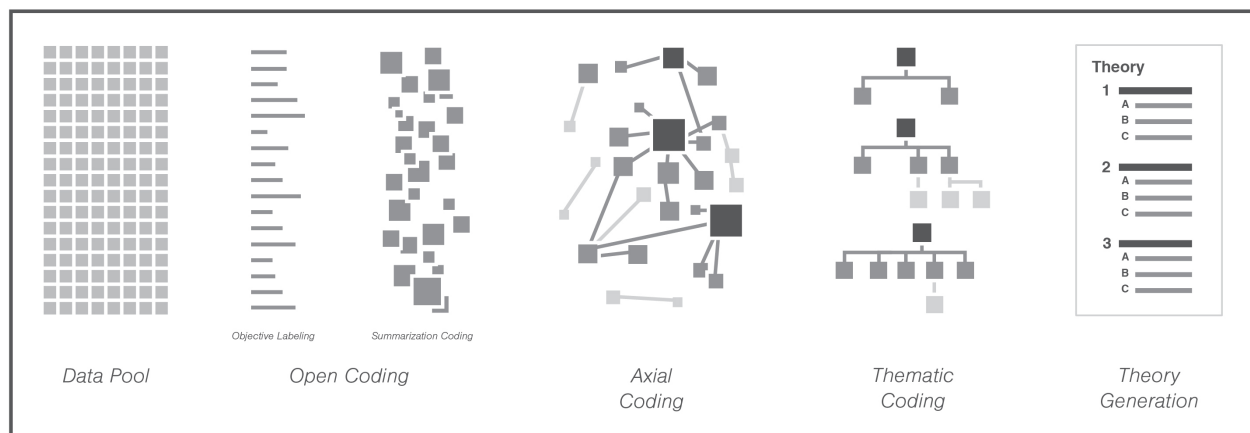 Theory
1
A
B
C
2
A
B
C
3
A
B
C
Objective Labeling
Summarization Coding
Data Pool
Open Coding
Axial
Coding
Thematic
Coding
Theory
Generation